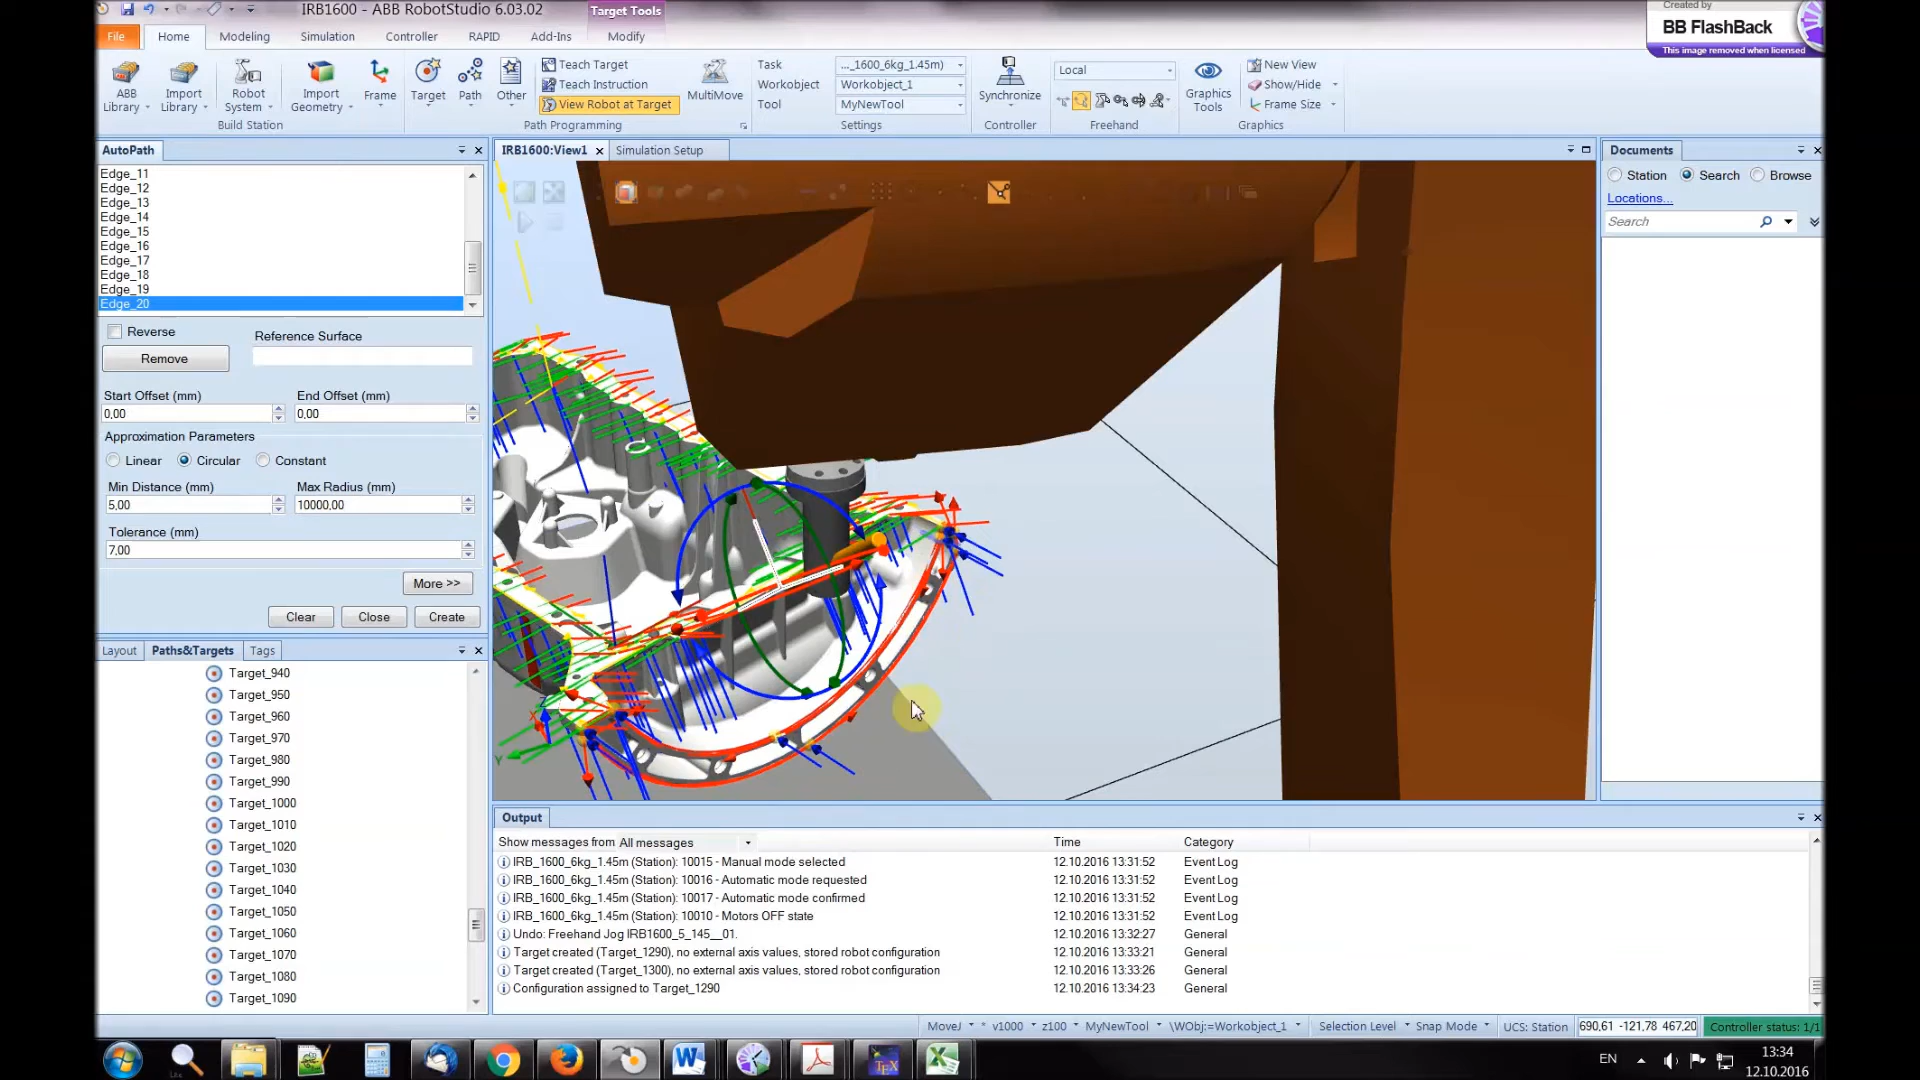 IRB1600 - ABB RobotStudio 6.03.02
Target Tools
Created by
BB FlashBack
This image removed when licensed
File
Home
Modeling
Simulation
Controller
RAPID
Add-Ins
Modify
ABB Library
Import Library
Robot System
Import Geometry
Frame
Build Station
Target
Path
Other
Teach Target
Teach Instruction
View Robot at Target
MultiMove
Path Programming
Task ..._1600_6kg_1.45m)
Workobject Workobject_1
Tool MyNewTool
Settings
Synchronize
Controller
Local
Freehand
Graphics Tools
New View
Show/Hide
Frame Size
Graphics
AutoPath
Edge_11
Edge_12
Edge_13
Edge_14
Edge_15
Edge_16
Edge_17
Edge_18
Edge_19
Edge_20
Reverse
Reference Surface
Remove
Start Offset (mm)
End Offset (mm)
0,00
0,00
Approximation Parameters
Linear
Circular
Constant
Min Distance (mm)
Max Radius (mm)
5,00
10000,00
Tolerance (mm)
7,00
More >>
Clear
Close
Create
Layout
Paths&Targets
Tags
Target_940
Target_950
Target_960
Target_970
Target_980
Target_990
Target_1000
Target_1010
Target_1020
Target_1030
Target_1040
Target_1050
Target_1060
Target_1070
Target_1080
Target_1090
IRB1600:View1
Simulation Setup
X
Y
Z
Documents
Station
Search
Browse
Locations...
Search
Output
Show messages from All messages
Time
Category
IRB_1600_6kg_1.45m (Station): 10015 - Manual mode selected 12.10.2016 13:31:52 Event Log
IRB_1600_6kg_1.45m (Station): 10016 - Automatic mode requested 12.10.2016 13:31:52 Event Log
IRB_1600_6kg_1.45m (Station): 10017 - Automatic mode confirmed 12.10.2016 13:31:52 Event Log
IRB_1600_6kg_1.45m (Station): 10010 - Motors OFF state 12.10.2016 13:31:52 Event Log
Undo: Freehand Jog IRB1600_5_145__01. 12.10.2016 13:32:27 General
Target created (Target_1290), no external axis values, stored robot configuration 12.10.2016 13:33:21 General
Target created (Target_1300), no external axis values, stored robot configuration 12.10.2016 13:33:26 General
Configuration assigned to Target_1290 12.10.2016 13:34:23 General
MoveJ * v1000 z100 MyNewTool \WObj:=Workobject_1 Selection Level Snap Mode UCS: Station 690,61 -121,78 467,20 Controller status: 1/1
EN
13:34
12.10.2016